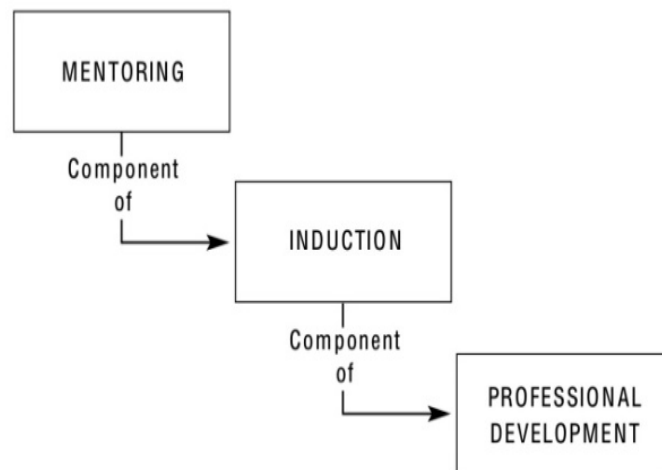 MENTORING
Component
of
INDUCTION
Component
of
PROFESSIONAL
DEVELOPMENT